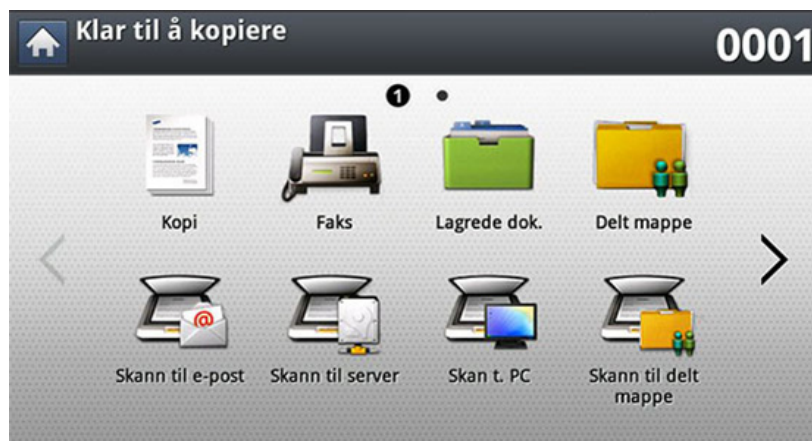 Klar til å kopiere
0001
1
Kopi
Faks
Lagrede dok.
Delt mappe
@
Skann til e-post
Skann til server
Skan t. PC
Skann til delt
mappe